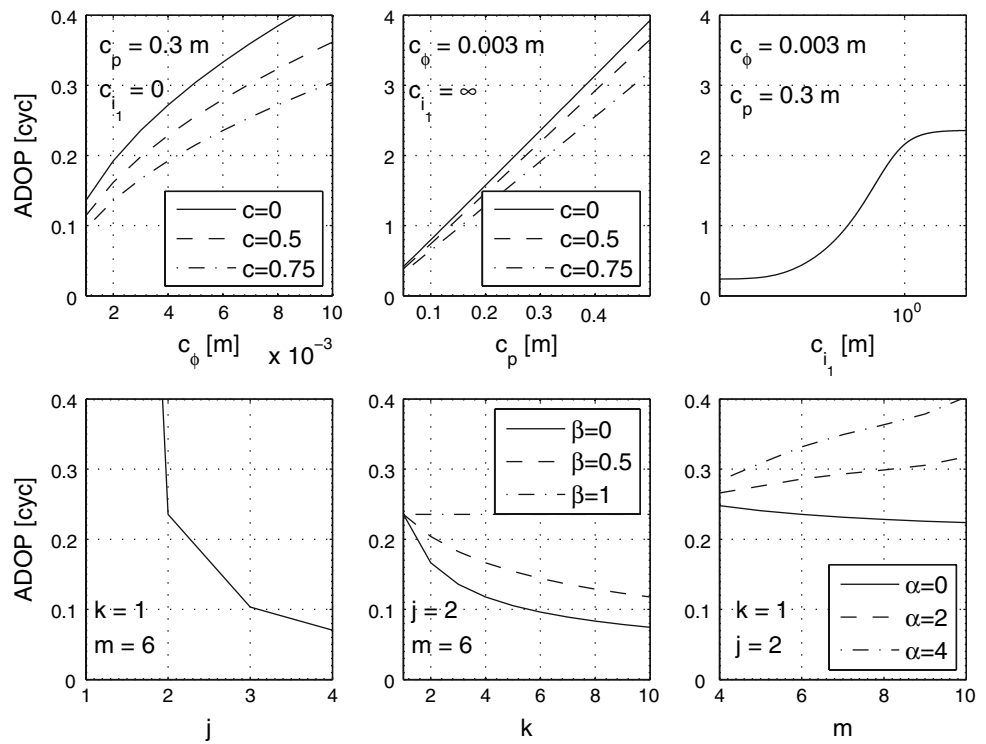 ADOP [cyc]
0.4
0.3
0.2
0.1
0
c_p = 0.3 m
c_{i_1} = 0
c=0
c=0.5
c=0.75
2 4 6 8 10
c_ϕ [m] x 10^{-3}
4
3
2
1
0
c_ϕ = 0.003 m
c_{i_1} = ∞
c=0
c=0.5
c=0.75
0.1 0.2 0.3 0.4
c_p [m]
4
3
2
1
0
c_ϕ = 0.003 m
c_p = 0.3 m
10^0
c_{i_1} [m]
ADOP [cyc]
0.4
0.3
0.2
0.1
0
k = 1
m = 6
1 2 3 4
j
0.4
0.3
0.2
0.1
0
β=0
β=0.5
β=1
j = 2
m = 6
2 4 6 8 10
k
0.4
0.3
0.2
0.1
0
k = 1
j = 2
α=0
α=2
α=4
4 6 8 10
m